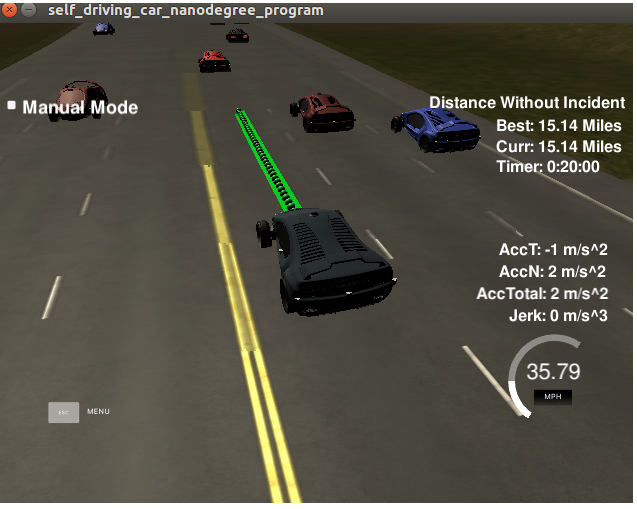 self_driving_car_nanodegree_program
Manual Mode
Distance Without Incident
Best: 15.14 Miles
Curr: 15.14 Miles
Timer: 0:20:00
AccT: -1 m/s^2
AccN: 2 m/s^2
AccTotal: 2 m/s^2
Jerk: 0 m/s^3
35.79
MPH
ESC
MENU